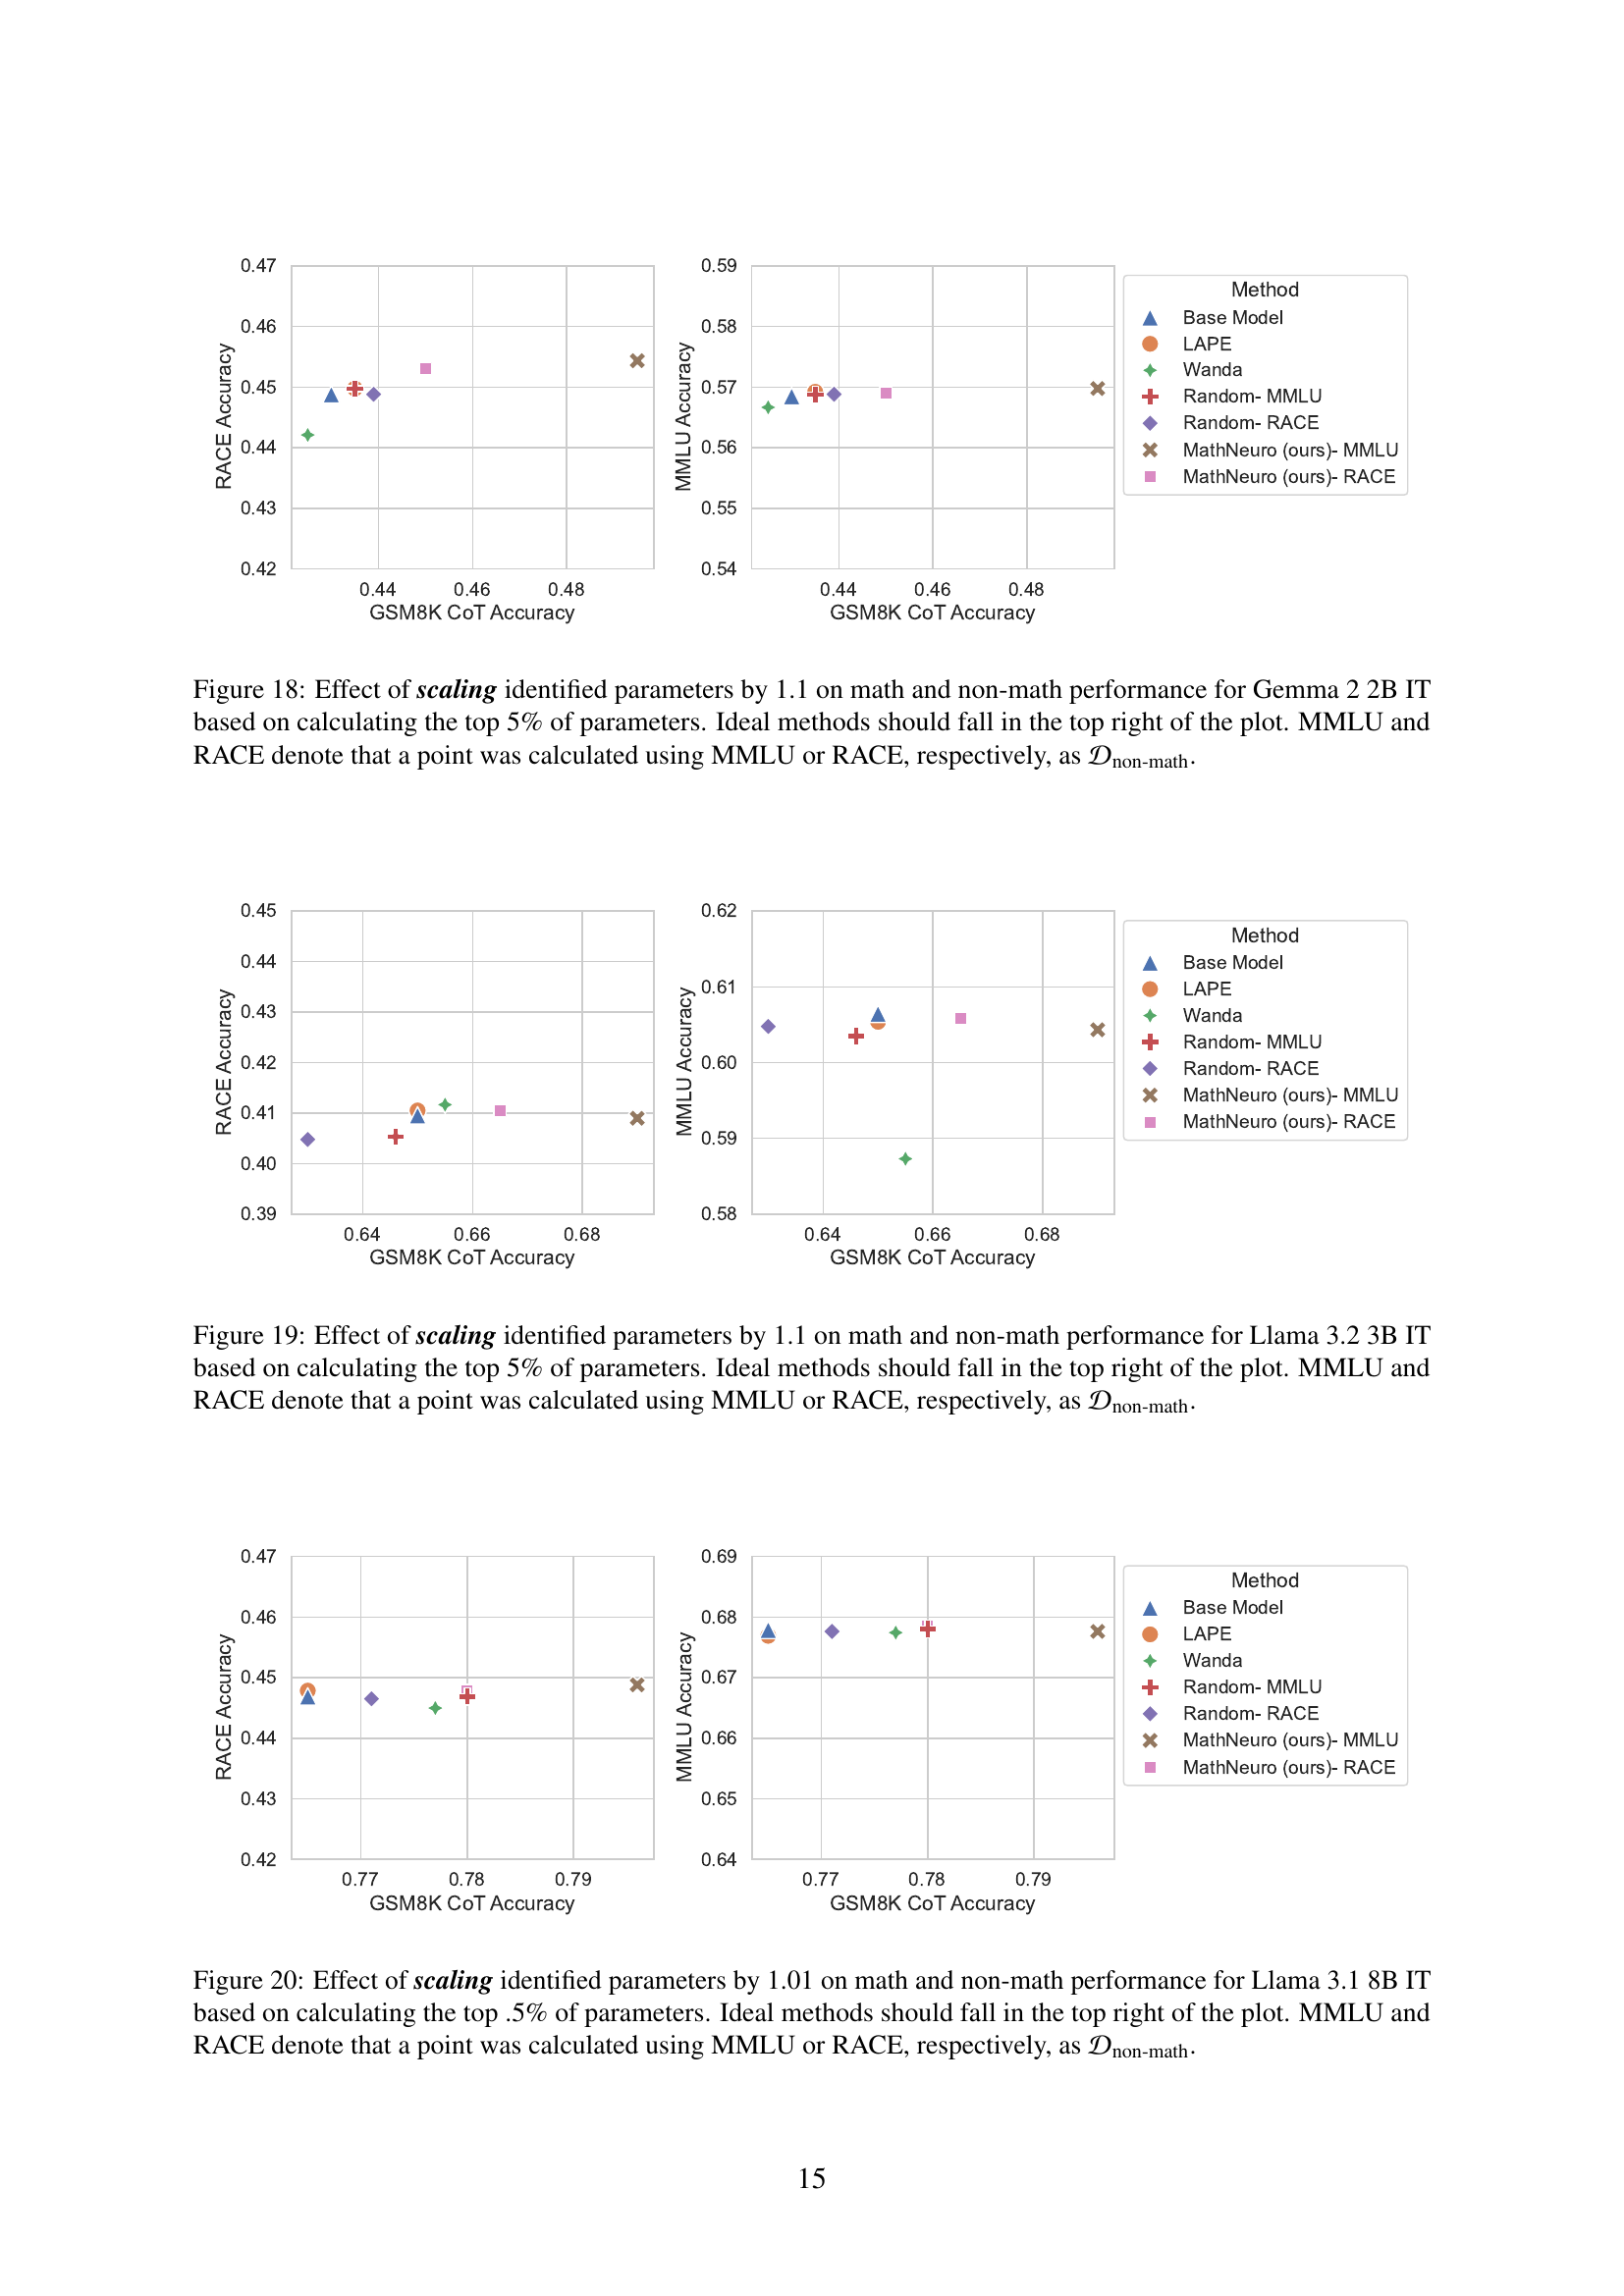 0.47
0.46
0.45
0.44
0.43
0.42
RACE Accuracy
0.44 0.46 0.48
GSM8K CoT Accuracy
0.59
0.58
0.57
0.56
0.55
0.54
MMLU Accuracy
0.44 0.46 0.48
GSM8K CoT Accuracy
Method
Base Model
LAPE
Wanda
Random- MMLU
Random- RACE
MathNeuro (ours)- MMLU
MathNeuro (ours)- RACE
Figure 18: Effect of scaling identified parameters by 1.1 on math and non-math performance for Gemma 2 2B IT
based on calculating the top 5% of parameters. Ideal methods should fall in the top right of the plot. MMLU and
RACE denote that a point was calculated using MMLU or RACE, respectively, as 𝒟non-math.
0.45
0.44
0.43
0.42
0.41
0.40
0.39
RACE Accuracy
0.64 0.66 0.68
GSM8K CoT Accuracy
0.62
0.61
0.60
0.59
0.58
MMLU Accuracy
0.64 0.66 0.68
GSM8K CoT Accuracy
Method
Base Model
LAPE
Wanda
Random- MMLU
Random- RACE
MathNeuro (ours)- MMLU
MathNeuro (ours)- RACE
Figure 19: Effect of scaling identified parameters by 1.1 on math and non-math performance for Llama 3.2 3B IT
based on calculating the top 5% of parameters. Ideal methods should fall in the top right of the plot. MMLU and
RACE denote that a point was calculated using MMLU or RACE, respectively, as 𝒟non-math.
0.47
0.46
0.45
0.44
0.43
0.42
RACE Accuracy
0.77 0.78 0.79
GSM8K CoT Accuracy
0.69
0.68
0.67
0.66
0.65
0.64
MMLU Accuracy
0.77 0.78 0.79
GSM8K CoT Accuracy
Method
Base Model
LAPE
Wanda
Random- MMLU
Random- RACE
MathNeuro (ours)- MMLU
MathNeuro (ours)- RACE
Figure 20: Effect of scaling identified parameters by 1.01 on math and non-math performance for Llama 3.1 8B IT
based on calculating the top .5% of parameters. Ideal methods should fall in the top right of the plot. MMLU and
RACE denote that a point was calculated using MMLU or RACE, respectively, as 𝒟non-math.
15